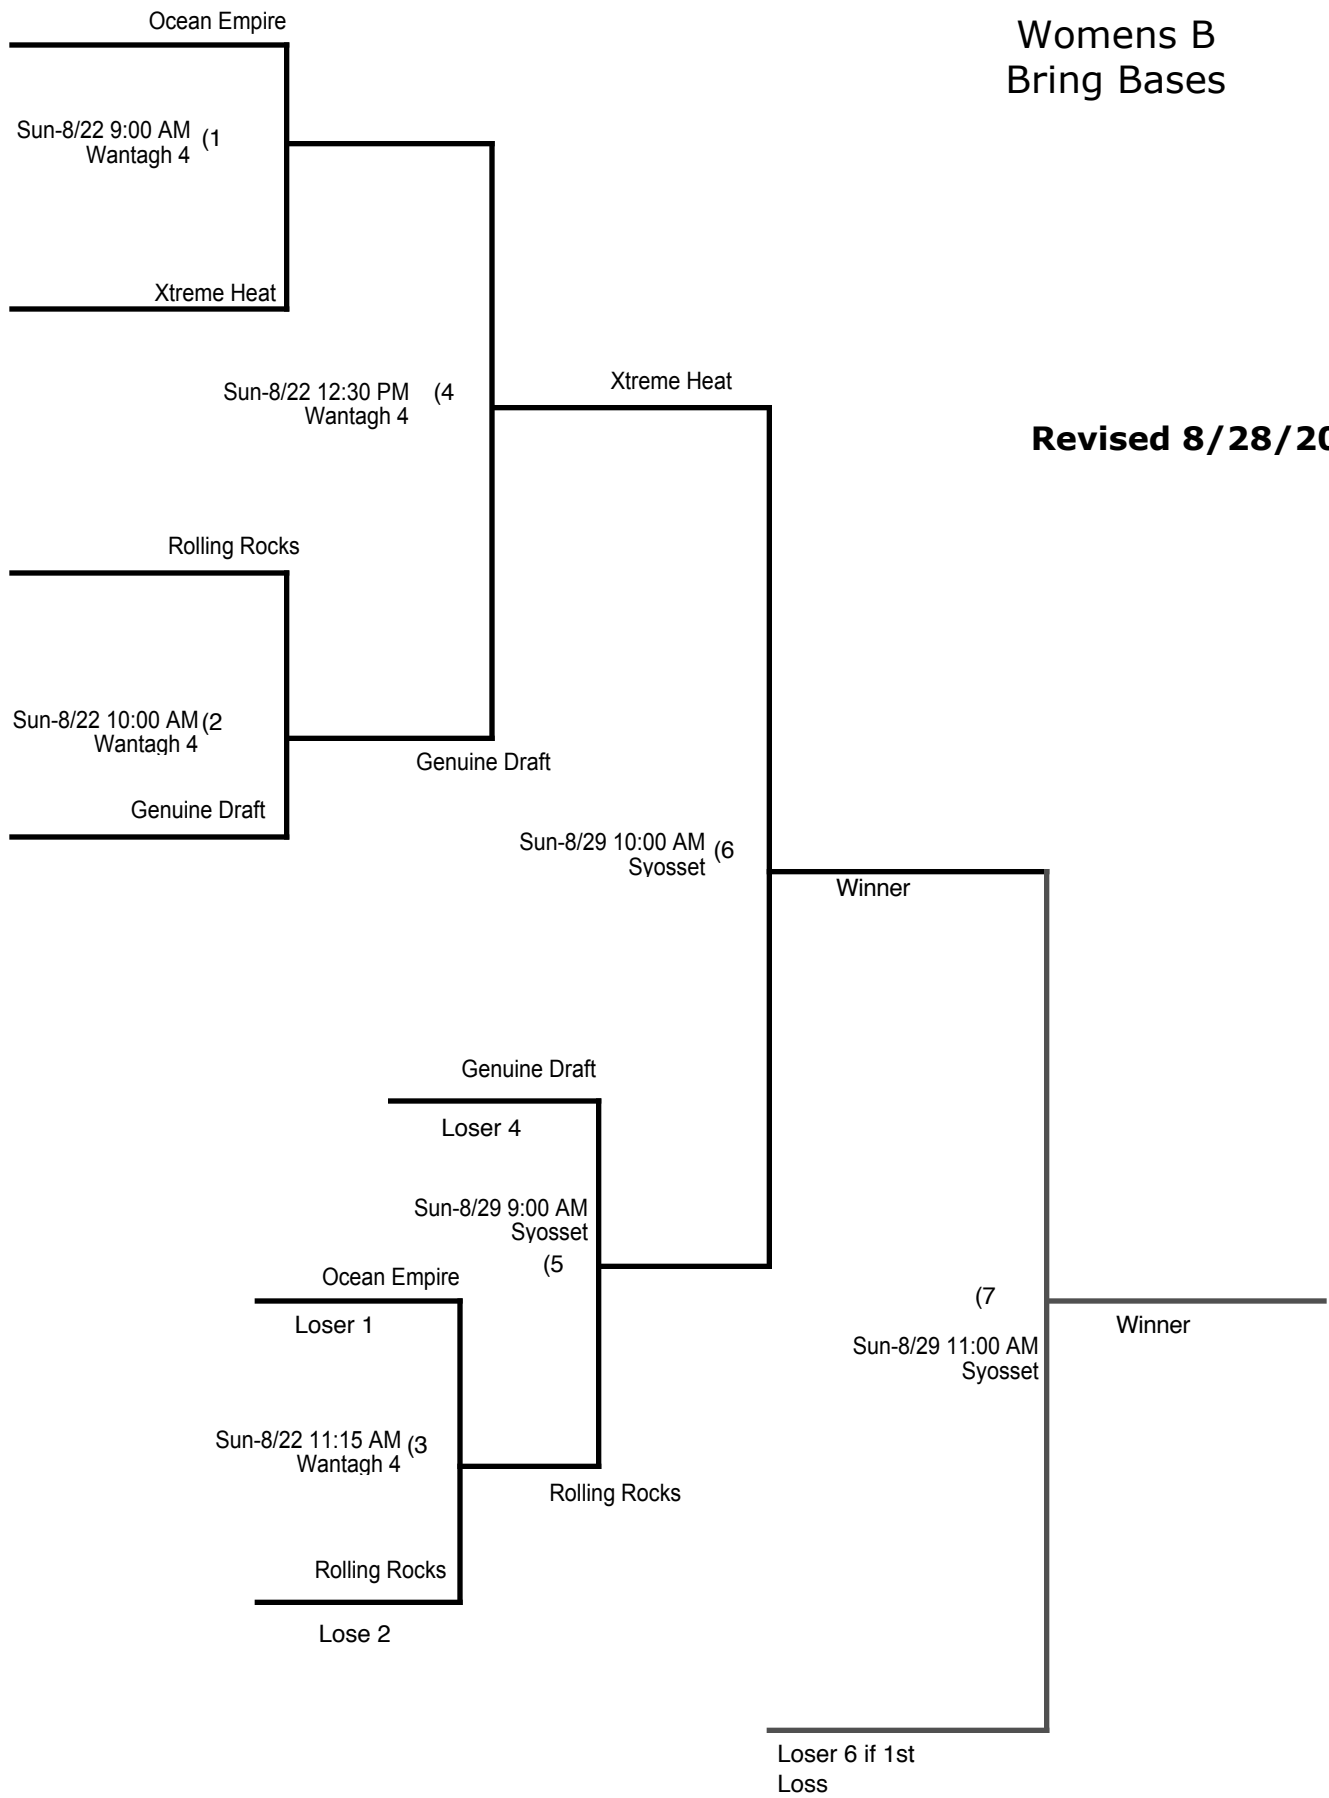 Ocean Empire
Womens B
Bring Bases
Sun-8/22 9:00 AM (1
Wantagh 4
Xtreme Heat
Sun-8/22 12:30 PM (4
Wantagh 4
Xtreme Heat
Revised 8/28/20
Rolling Rocks
Sun-8/22 10:00 AM (2
Wantagh 4
Genuine Draft
Genuine Draft
Sun-8/29 10:00 AM (6
Syosset
Winner
Genuine Draft
Loser 4
Sun-8/29 9:00 AM
Syosset
(5
Ocean Empire
Loser 1
(7
Winner
Sun-8/29 11:00 AM
Syosset
Sun-8/22 11:15 AM (3
Wantagh 4
Rolling Rocks
Rolling Rocks
Lose 2
Loser 6 if 1st
Loss